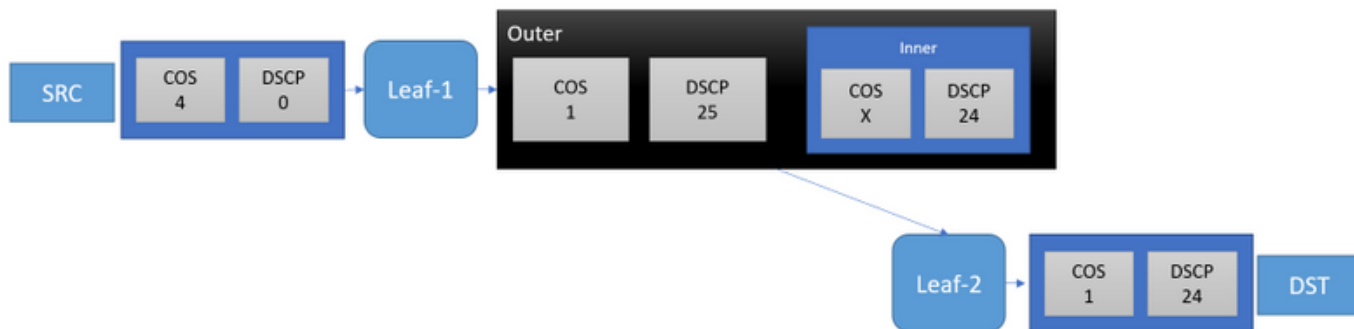 SRC
COS
4
DSCP
0
Leaf-1
Outer
COS
1
DSCP
25
Inner
COS
X
DSCP
24
Leaf-2
COS
1
DSCP
24
DST